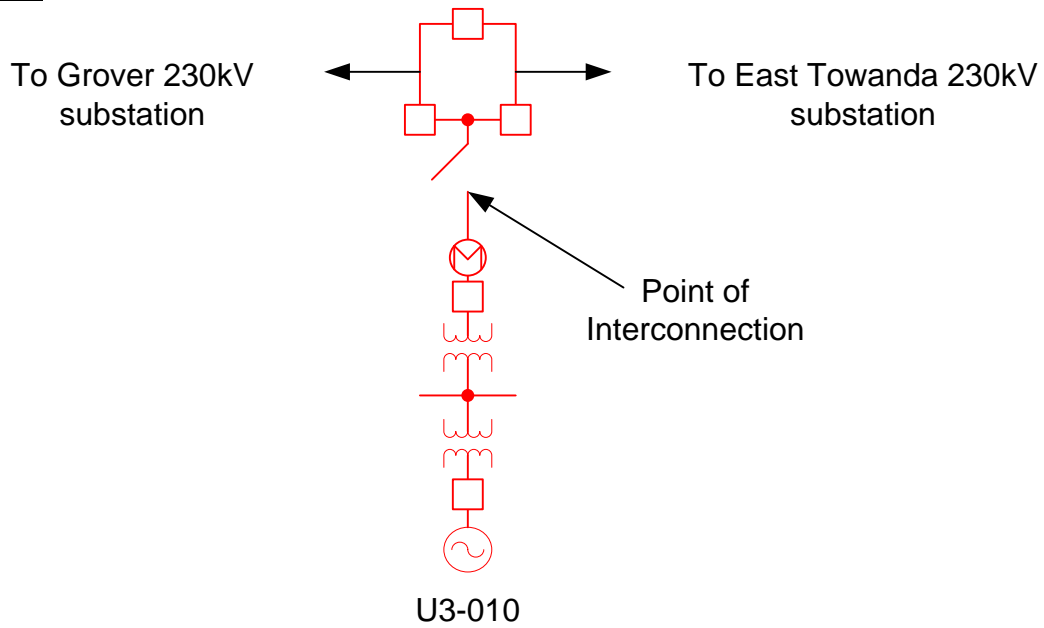 To Grover 230kV
substation
To East Towanda 230kV
substation
Point of
Interconnection
U3-010